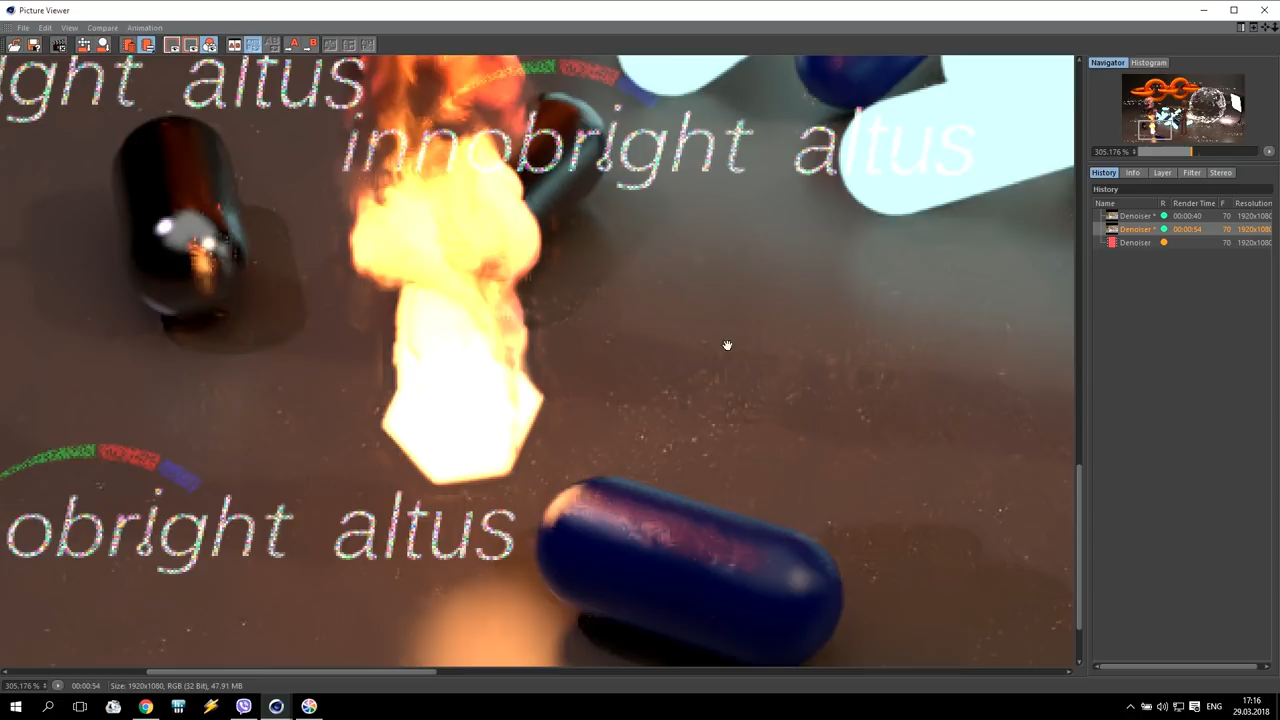 Picture Viewer
File Edit View Compare Animation
Navigator Histogram
305.176 %
History Info Layer Filter Stereo
History
Name R Render Time F Resolution
Denoiser * 00:00:40 70 1920x1080
Denoiser * 00:00:54 70 1920x1080
Denoiser 70 1920x1080
ight altus
innobright altus
obright altus
305.176 % 00:00:54 Size: 1920x1080, RGB (32 Bit), 47.91 MB
ENG
17:16
29.03.2018